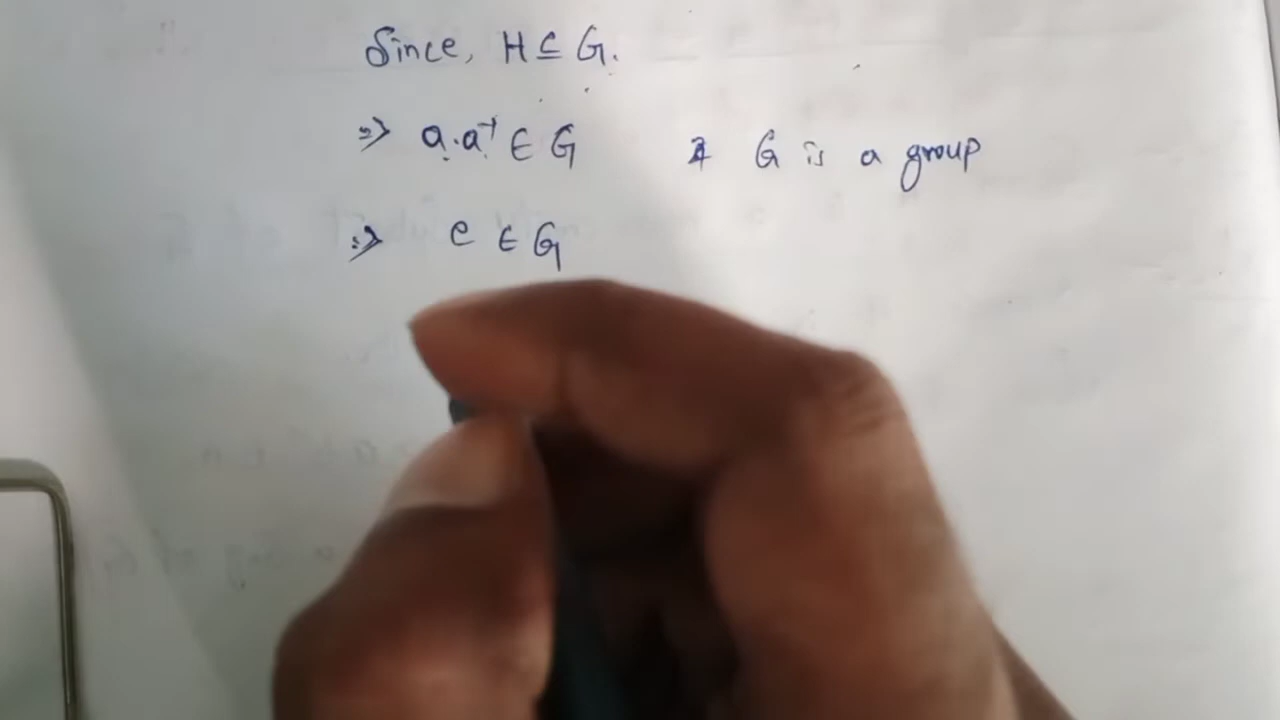 Since, H ⊆ G.
⇒ a.a⁻¹ ∈ G & G is a group
⇒ e ∈ G